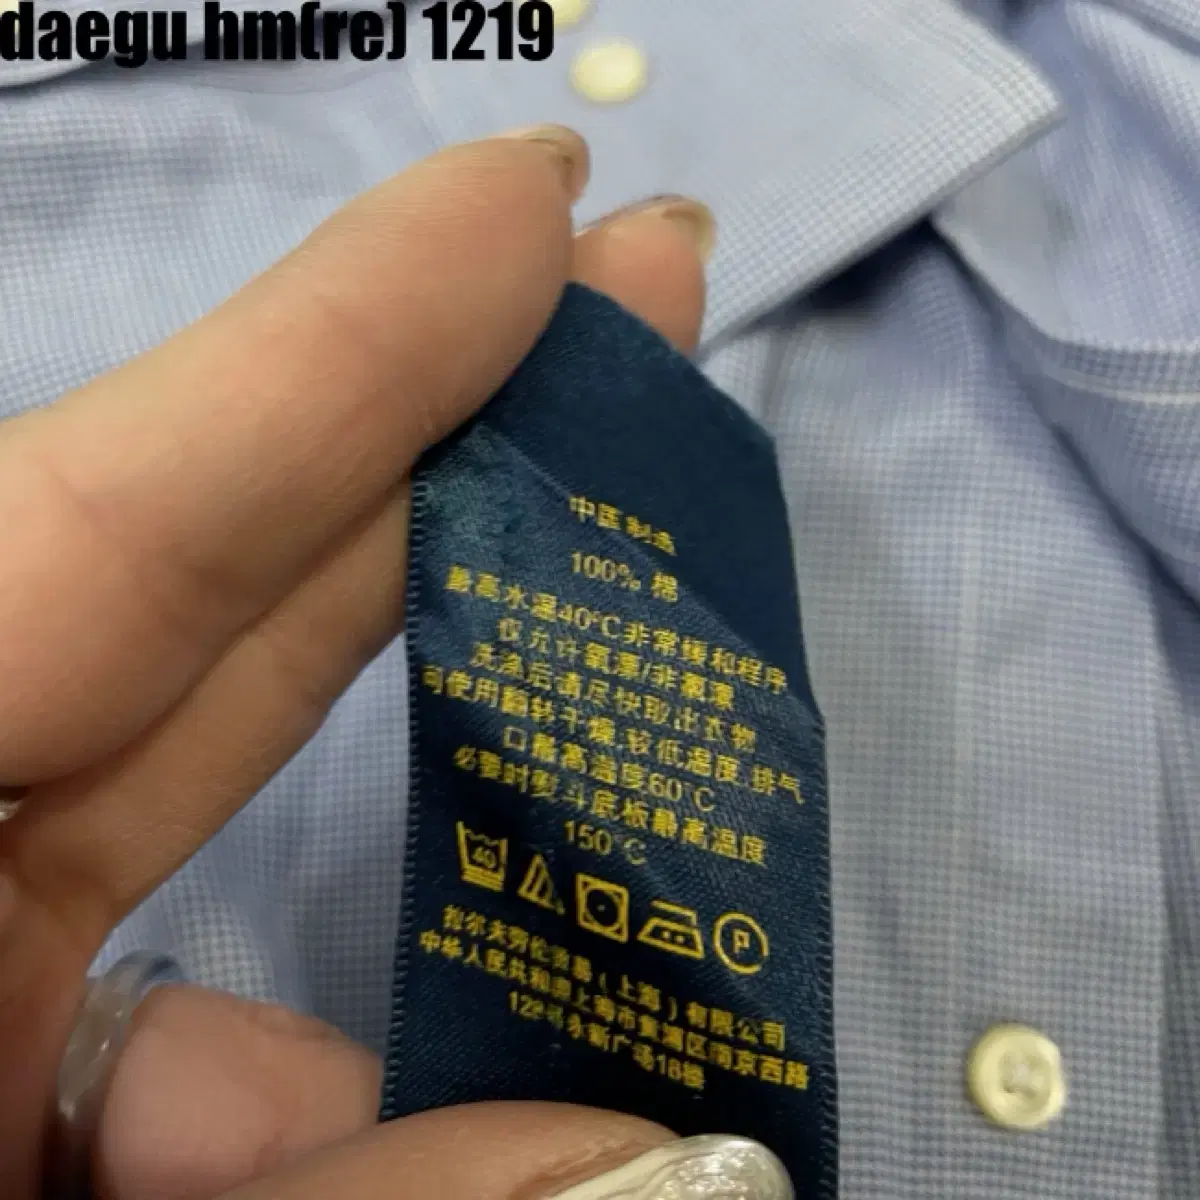 daegu hm(re) 1219
中国制造
100% 棉
最高水温40°C非常缓和程序
仅允许氧漂/非氯漂
洗涤后请尽快取出衣物
可使用翻转干燥,较低温度,排气
口最高温度60°C
必要时熨斗底板最高温度
150°C
40
P
拉尔夫劳伦贸易(上海)有限公司
中华人民共和国上海市黄浦区南京西路
128号永新广场18楼